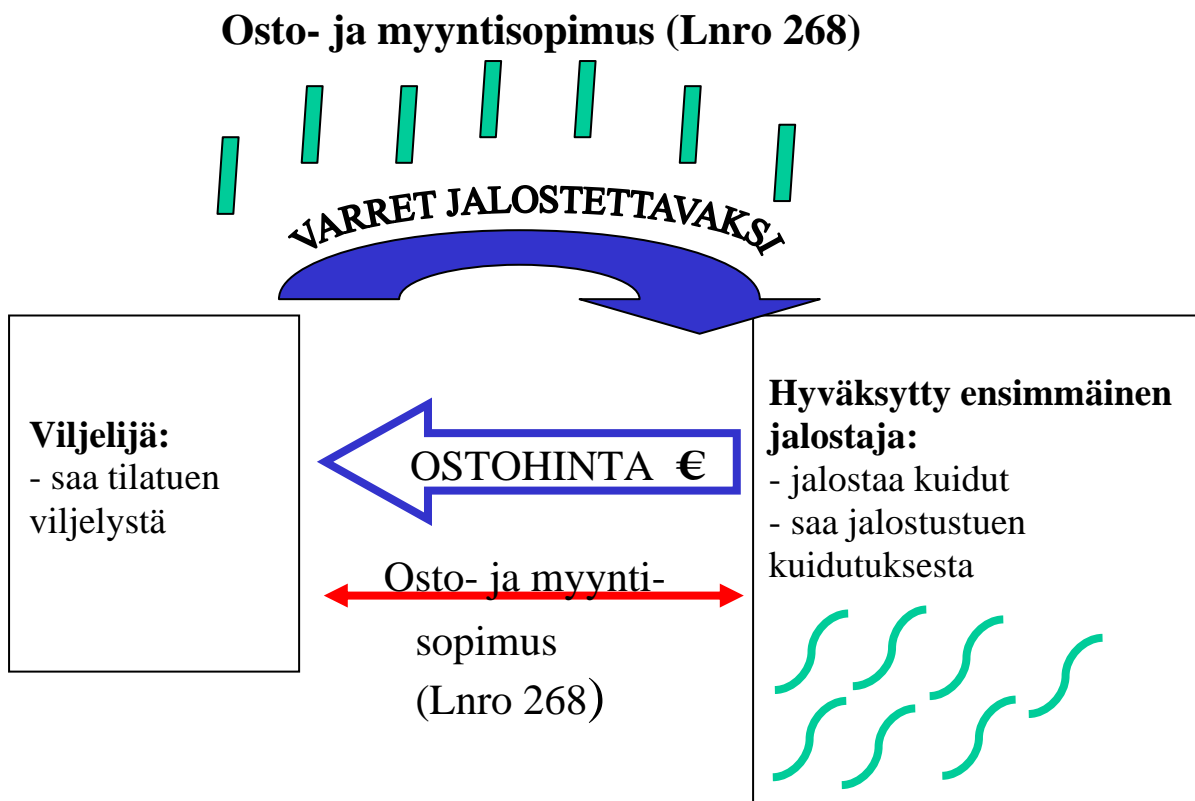 Osto- ja myyntisopimus (Lnro 268)
VARRET JALOSTETTAVAKSI
Viljelijä:
- saa tilatuen
viljelystä
OSTOHINTA €
Osto- ja myynti-
sopimus
(Lnro 268)
Hyväksytty ensimmäinen
jalostaja:
- jalostaa kuidut
- saa jalostustuen
kuidutuksesta